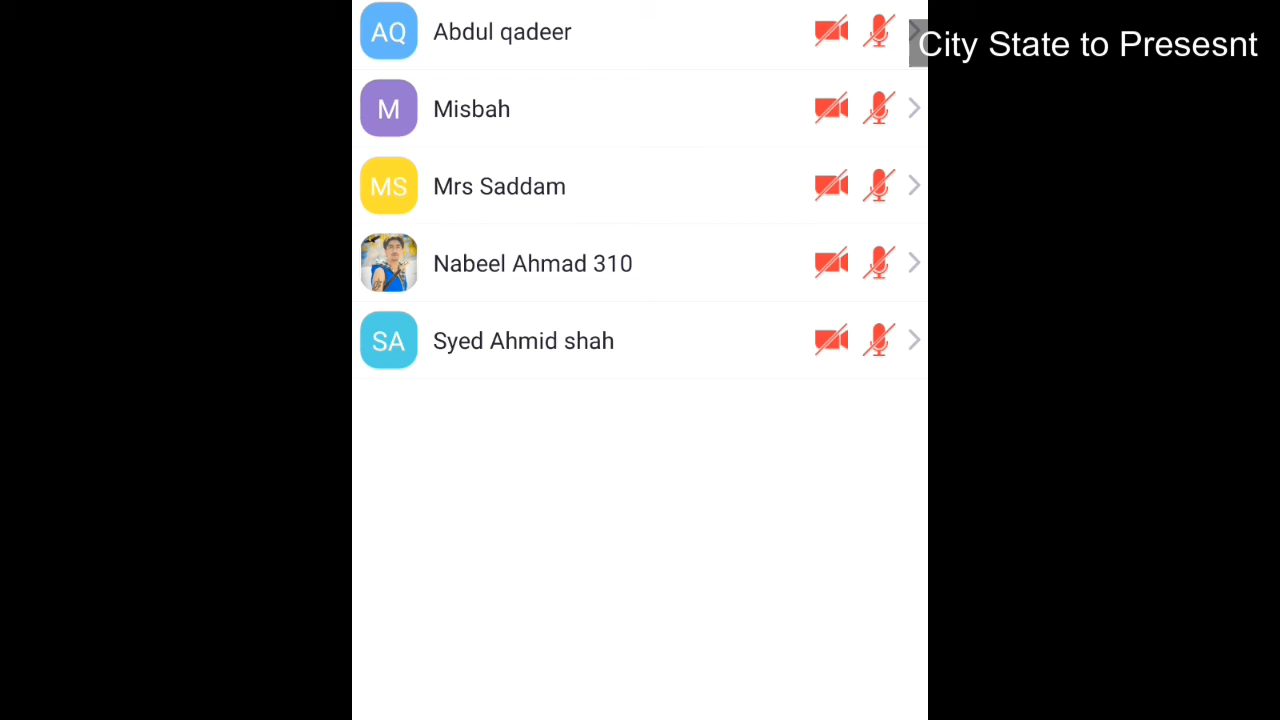 City State to Presesnt
AQ Abdul qadeer
M Misbah
MS Mrs Saddam
Nabeel Ahmad 310
SA Syed Ahmid shah